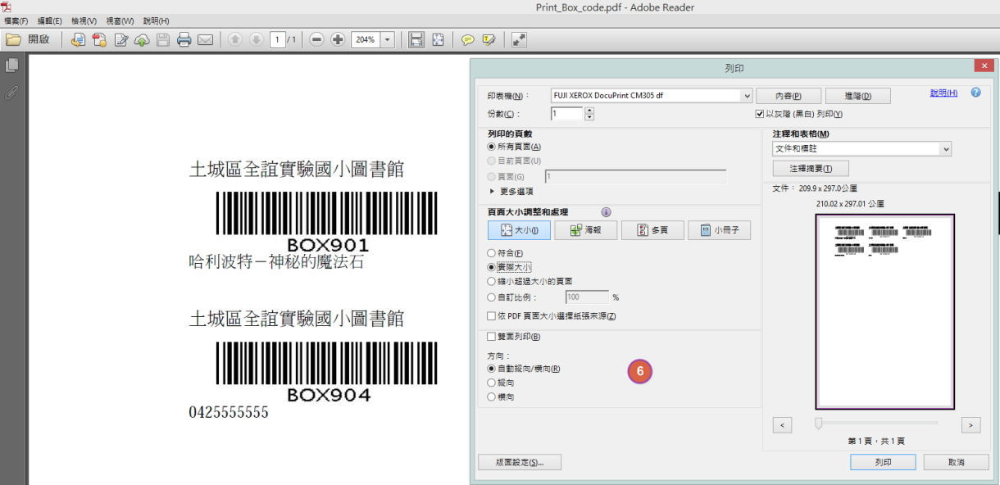 Print_Box_code.pdf - Adobe Reader
檔案(F) 編輯(E) 檢視(V) 視窗(W) 說明(H)
開啟 1 / 1 204%
土城區全誼實驗國小圖書館
BOX901
哈利波特－神秘的魔法石
土城區全誼實驗國小圖書館
BOX904
0425555555
列印
印表機(N)： FUJI XEROX DocuPrint CM305 df 內容(P) 進階(D) 說明(H)
份數(C)： 1 以灰階 (黑白) 列印(Y)
列印的頁數
所有頁面(A)
目前頁面(U)
頁面(G) 1
更多選項
頁面大小調整和處理
大小(I) 海報 多頁 小冊子
符合(F)
實際大小
縮小超過大小的頁面
自訂比例： 100 %
依 PDF 頁面大小選擇紙張來源(Z)
雙面列印(B)
方向：
自動縱向/橫向(R)
縱向
橫向
6
版面設定(S)...
注釋和表格(M)
文件和標註
注釋摘要(T)
文件： 209.9 x 297.0公厘
210.02 x 297.01 公厘
< >
第 1 頁，共 1 頁
列印 取消